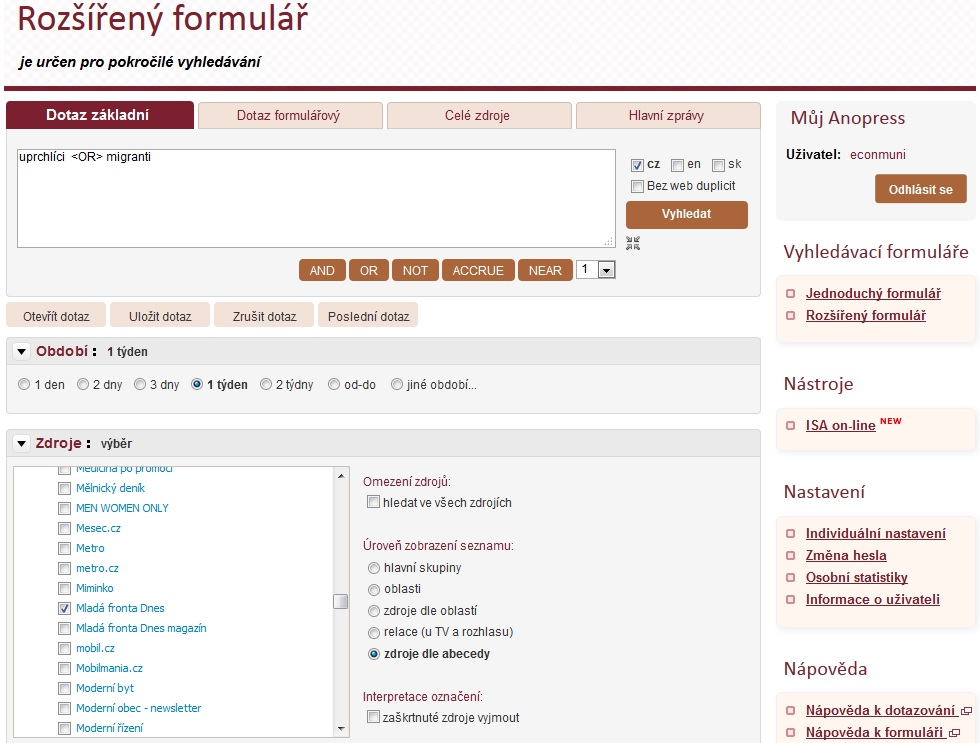 Rozšířený formulář
je určen pro pokročilé vyhledávání
Dotaz základní
Dotaz formulářový
Celé zdroje
Hlavní zprávy
uprchlíci <OR> migranti
cz
en
sk
Bez web duplicit
Vyhledat
AND
OR
NOT
ACCRUE
NEAR
1
Otevřít dotaz
Uložit dotaz
Zrušit dotaz
Poslední dotaz
Období : 1 týden
1 den
2 dny
3 dny
1 týden
2 týdny
od-do
jiné období...
Zdroje : výběr
Medicína po promoci
Mělnický deník
MEN WOMEN ONLY
Mesec.cz
Metro
metro.cz
Miminko
Mladá fronta Dnes
Mladá fronta Dnes magazín
mobil.cz
Mobilmania.cz
Moderní byt
Moderní obec - newsletter
Moderní řízení
Omezení zdrojů:
hledat ve všech zdrojích
Úroveň zobrazení seznamu:
hlavní skupiny
oblasti
zdroje dle oblastí
relace (u TV a rozhlasu)
zdroje dle abecedy
Interpretace označení:
zaškrtnuté zdroje vyjmout
Můj Anopress
Uživatel: econmuni
Odhlásit se
Vyhledávací formuláře
Jednoduchý formulář
Rozšířený formulář
Nástroje
ISA on-line NEW
Nastavení
Individuální nastavení
Změna hesla
Osobní statistiky
Informace o uživateli
Nápověda
Nápověda k dotazování
Nápověda k formuláři